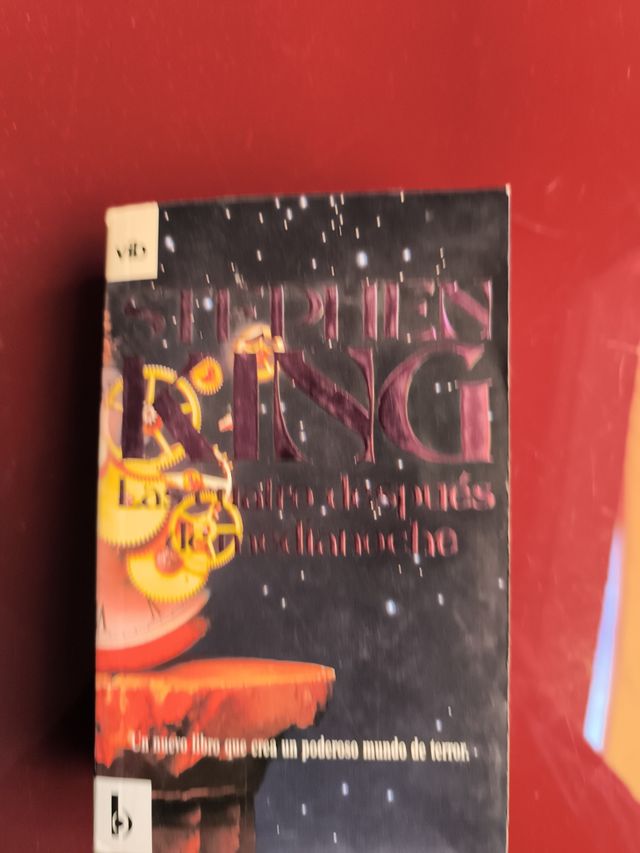 vib
STEPHEN
KING
Las cuatro después
de medianoche
Un nuevo libro que crea un poderoso mundo de terror.
b